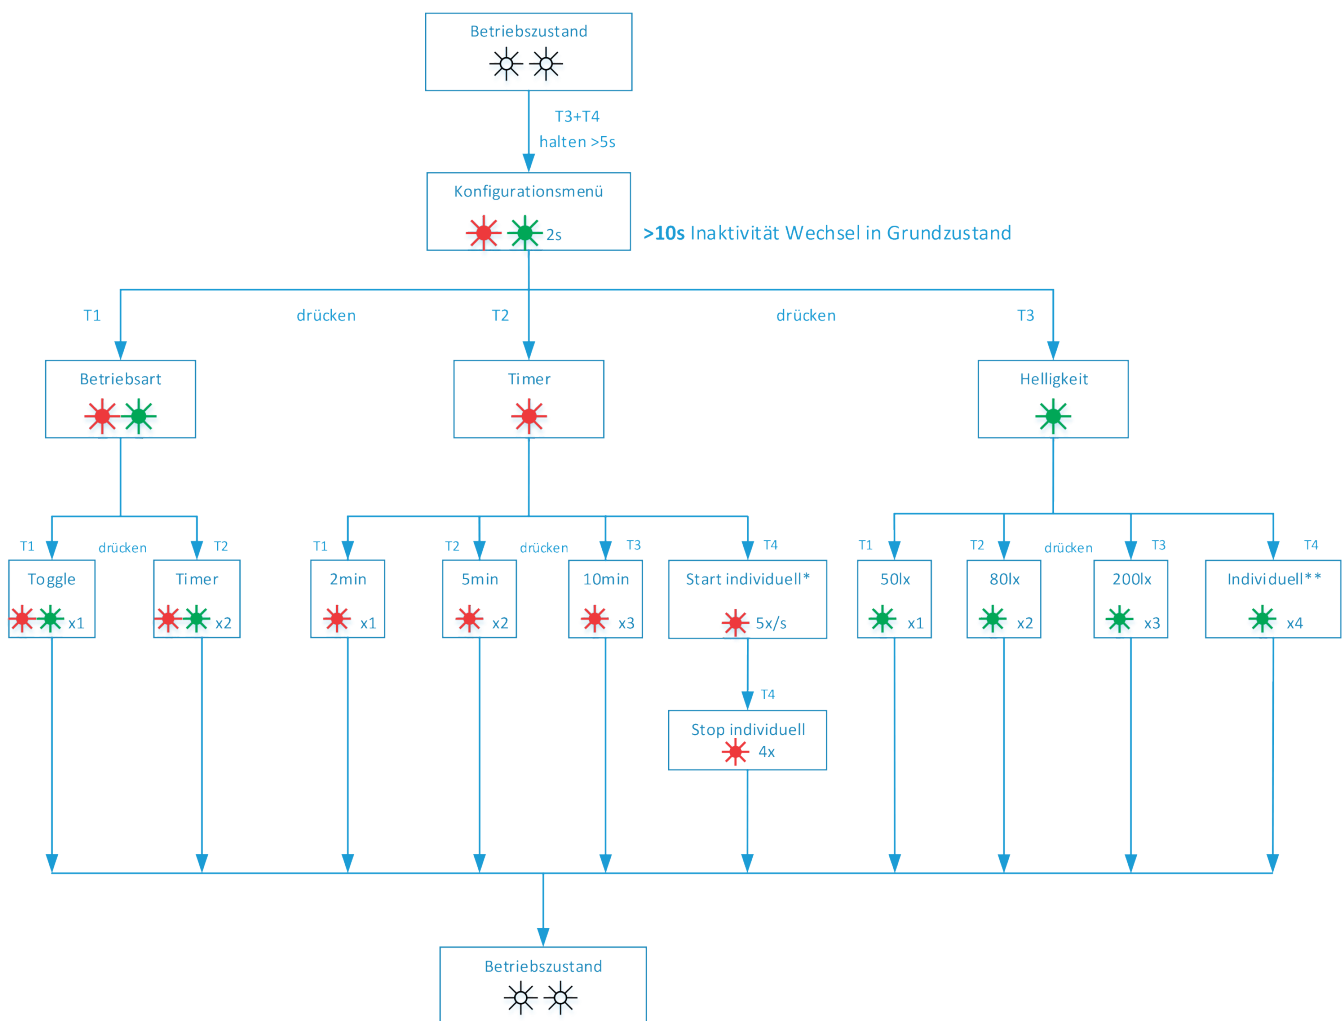 Betriebszustand
T3+T4
halten >5s
Konfigurationsmenü
2s
>10s Inaktivität Wechsel in Grundzustand
T1 drücken T2 drücken T3
Betriebsart
Timer
Helligkeit
T1 drücken T2
T1 T2 drücken T3 T4
T1 T2 drücken T3 T4
Toggle
x1
Timer
x2
2min
x1
5min
x2
10min
x3
Start individuell*
5x/s
50lx
x1
80lx
x2
200lx
x3
Individuell**
x4
T4
Stop individuell
4x
Betriebszustand